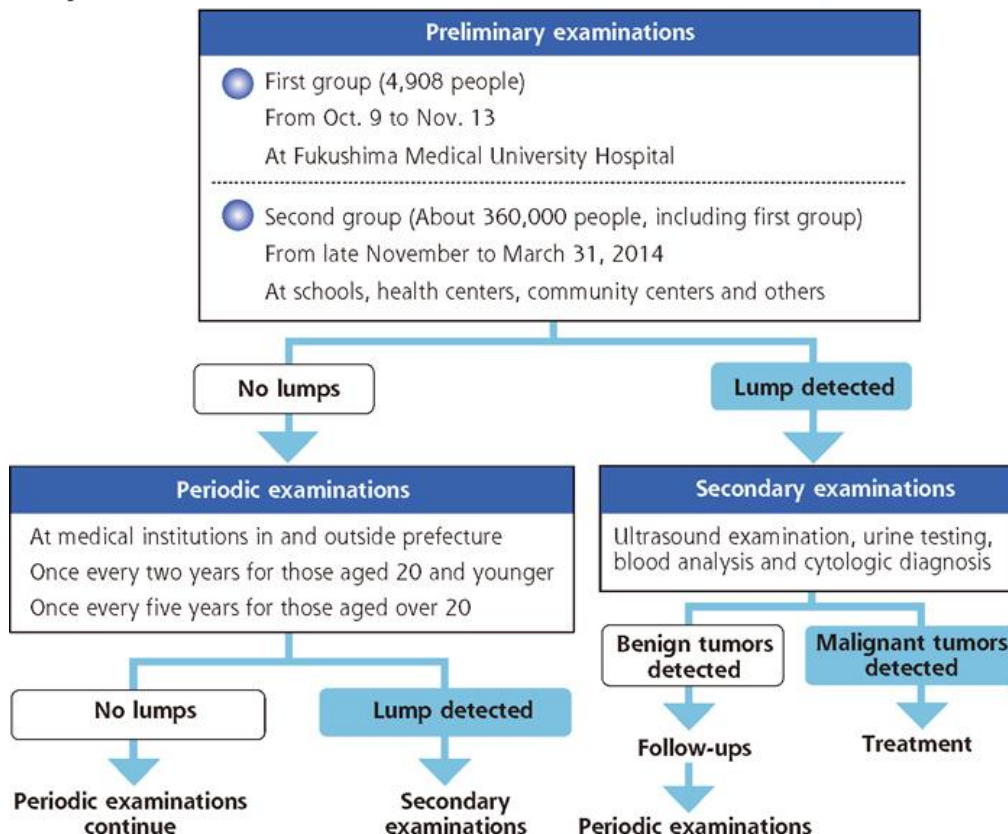 Preliminary examinations
First group (4,908 people)
From Oct. 9 to Nov. 13
At Fukushima Medical University Hospital
Second group (About 360,000 people, including first group)
From late November to March 31, 2014
At schools, health centers, community centers and others
No lumps
Lump detected
Periodic examinations
At medical institutions in and outside prefecture
Once every two years for those aged 20 and younger
Once every five years for those aged over 20
Secondary examinations
Ultrasound examination, urine testing,
blood analysis and cytologic diagnosis
No lumps
Lump detected
Benign tumors
detected
Malignant tumors
detected
Periodic examinations
continue
Secondary
examinations
Follow-ups
Treatment
Periodic examinations